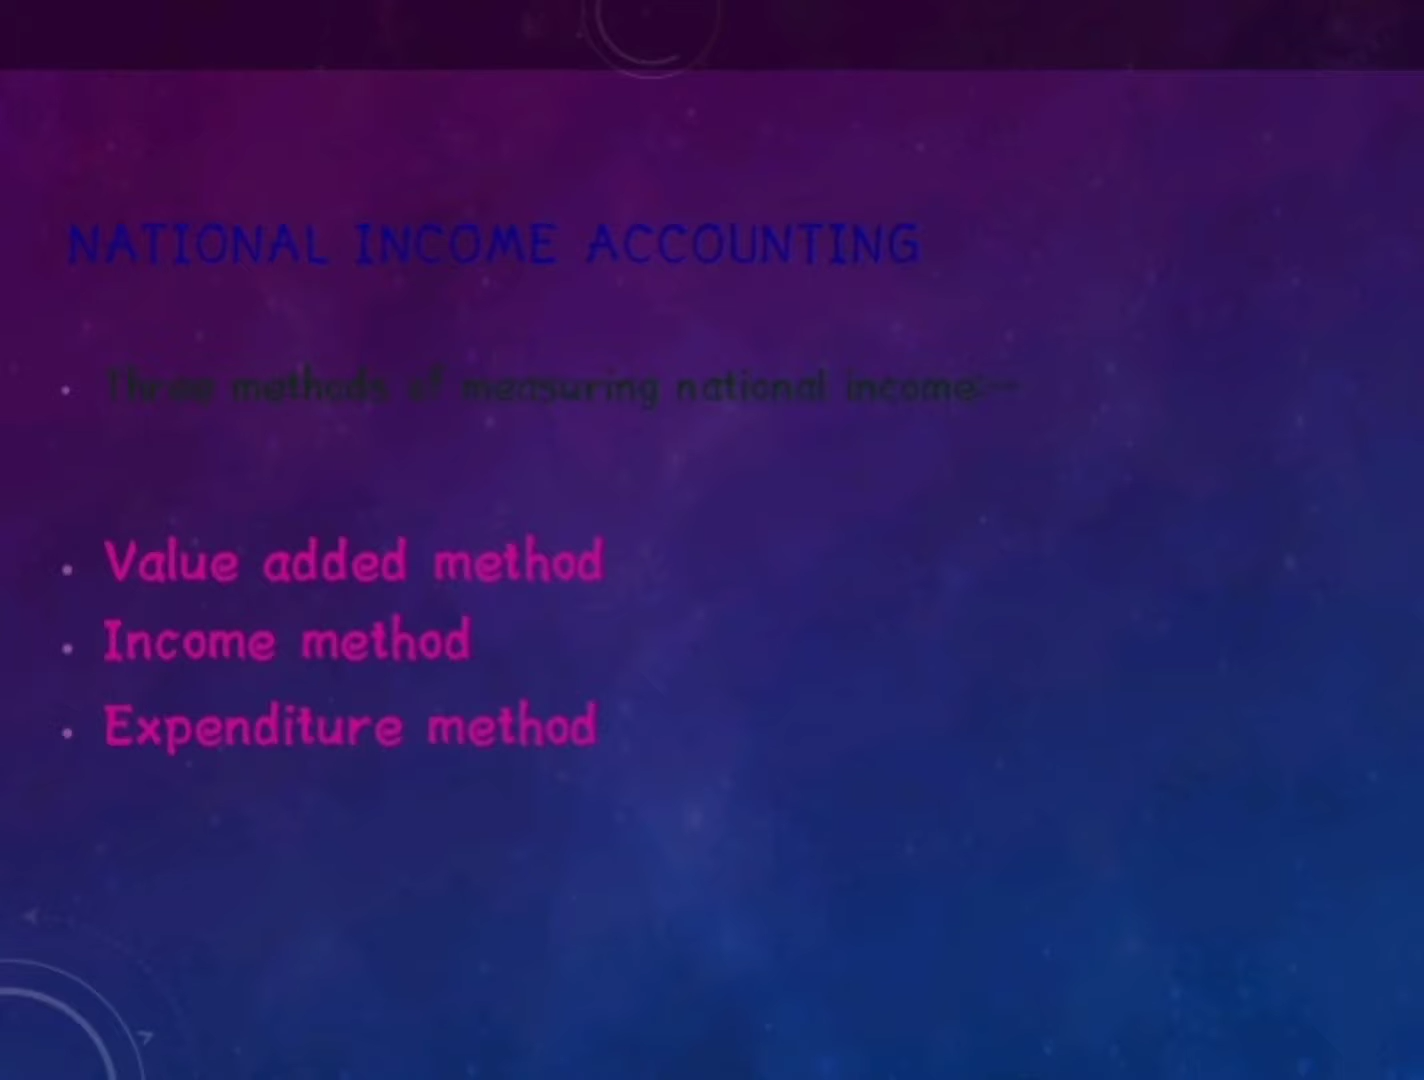 NATIONAL INCOME ACCOUNTING
• Three methods of measuring national income:--
• Value added method
• Income method
• Expenditure method